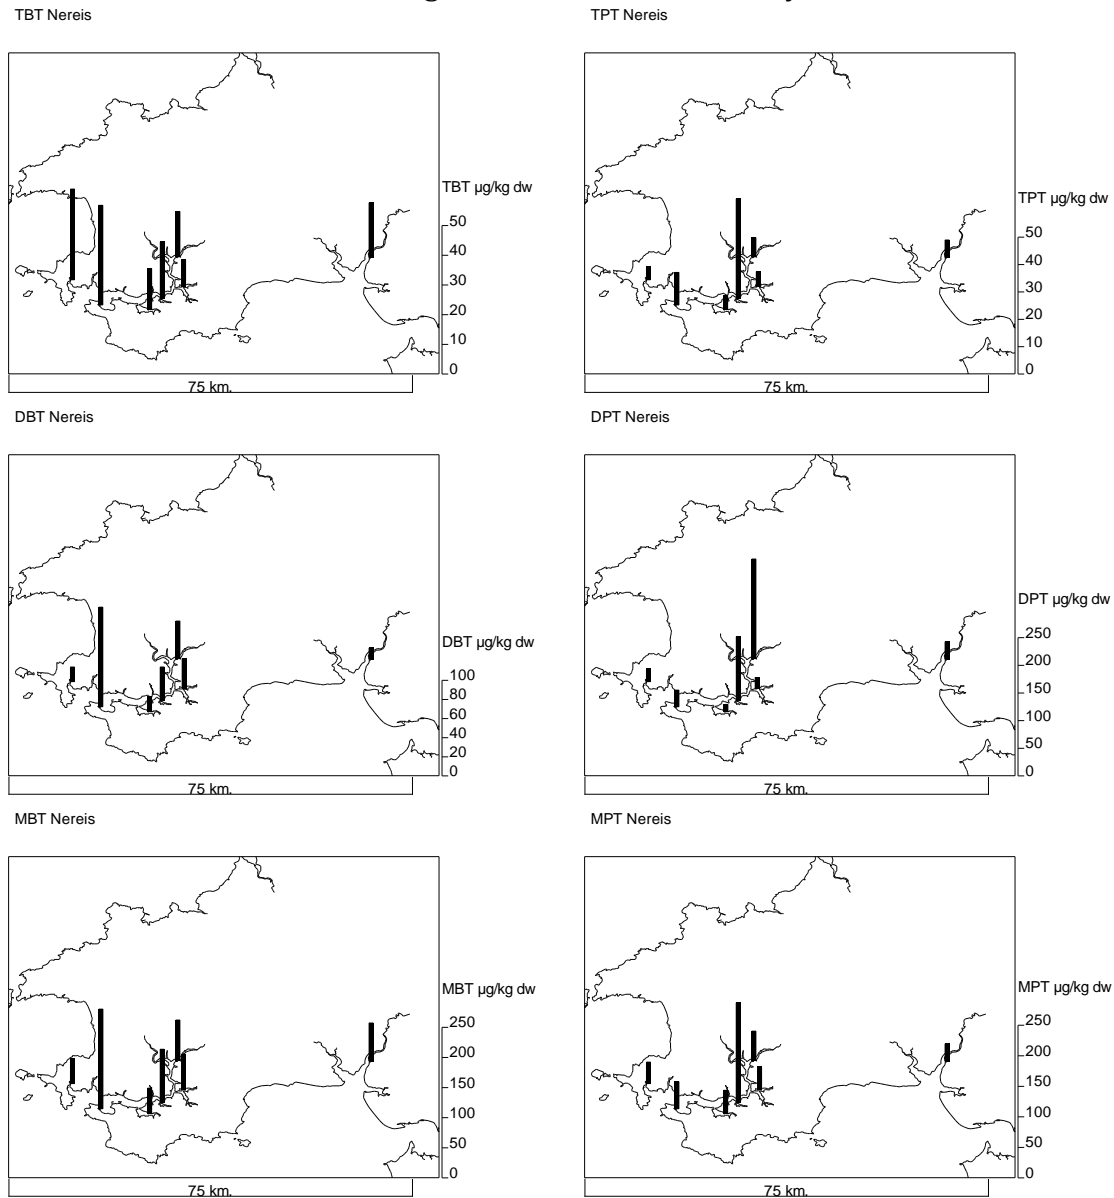 TBT Nereis
TBT µg/kg dw
50
40
30
20
10
0
75 km.
TPT Nereis
TPT µg/kg dw
50
40
30
20
10
0
75 km.
DBT Nereis
DBT µg/kg dw
100
80
60
40
20
0
75 km.
DPT Nereis
DPT µg/kg dw
250
200
150
100
50
0
75 km.
MBT Nereis
MBT µg/kg dw
250
200
150
100
50
0
75 km.
MPT Nereis
MPT µg/kg dw
250
200
150
100
50
0
75 km.